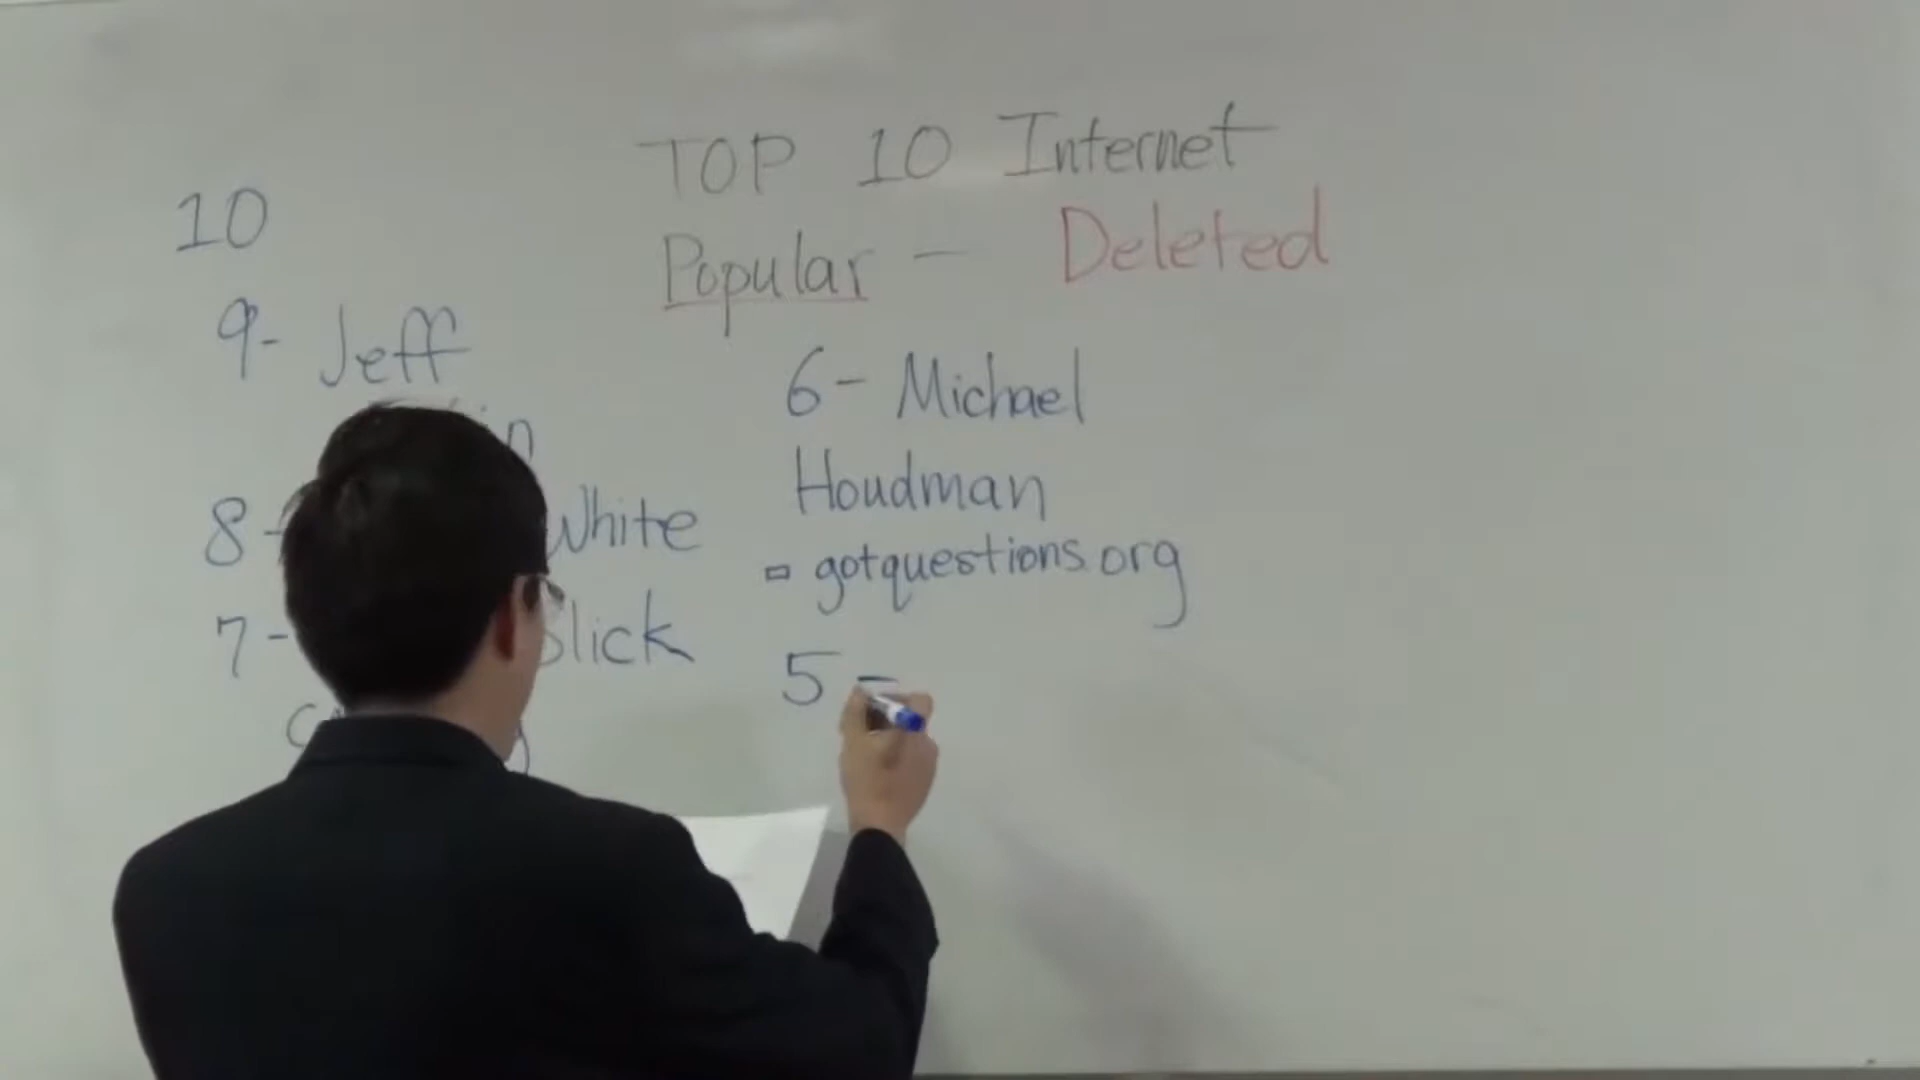 TOP 10 Internet
Popular - Deleted
10
9- Jeff
8- White
7- Slick
6- Michael
Houdman
- gotquestions.org
5-